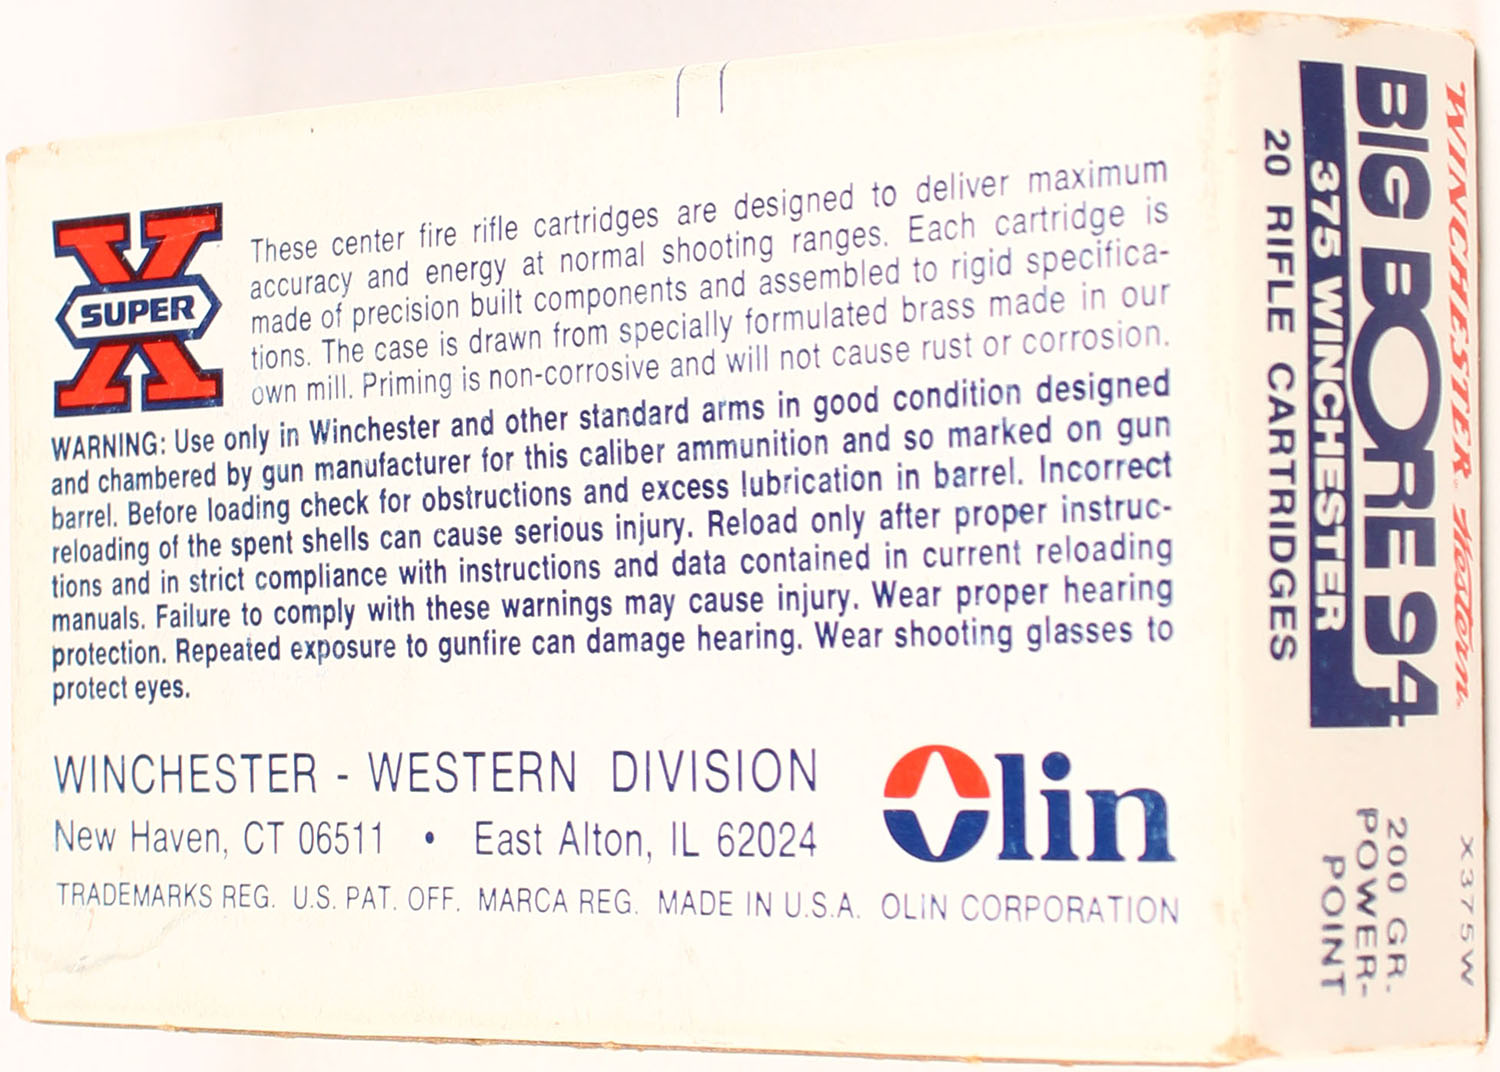 X
SUPER
These center fire rifle cartridges are designed to deliver maximum
accuracy and energy at normal shooting ranges. Each cartridge is
made of precision built components and assembled to rigid specifica-
tions. The case is drawn from specially formulated brass made in our
own mill. Priming is non-corrosive and will not cause rust or corrosion.
WARNING: Use only in Winchester and other standard arms in good condition designed
and chambered by gun manufacturer for this caliber ammunition and so marked on gun
barrel. Before loading check for obstructions and excess lubrication in barrel. Incorrect
reloading of the spent shells can cause serious injury. Reload only after proper instruc-
tions and in strict compliance with instructions and data contained in current reloading
manuals. Failure to comply with these warnings may cause injury. Wear proper hearing
protection. Repeated exposure to gunfire can damage hearing. Wear shooting glasses to
protect eyes.
WINCHESTER - WESTERN DIVISION
New Haven, CT 06511 • East Alton, IL 62024
Olin
TRADEMARKS REG. U.S. PAT. OFF. MARCA REG. MADE IN U.S.A. OLIN CORPORATION
WINCHESTER Western
X375W
BIG BORE 94
375 WINCHESTER
20 RIFLE CARTRIDGES
200 GR.
POWER-
POINT